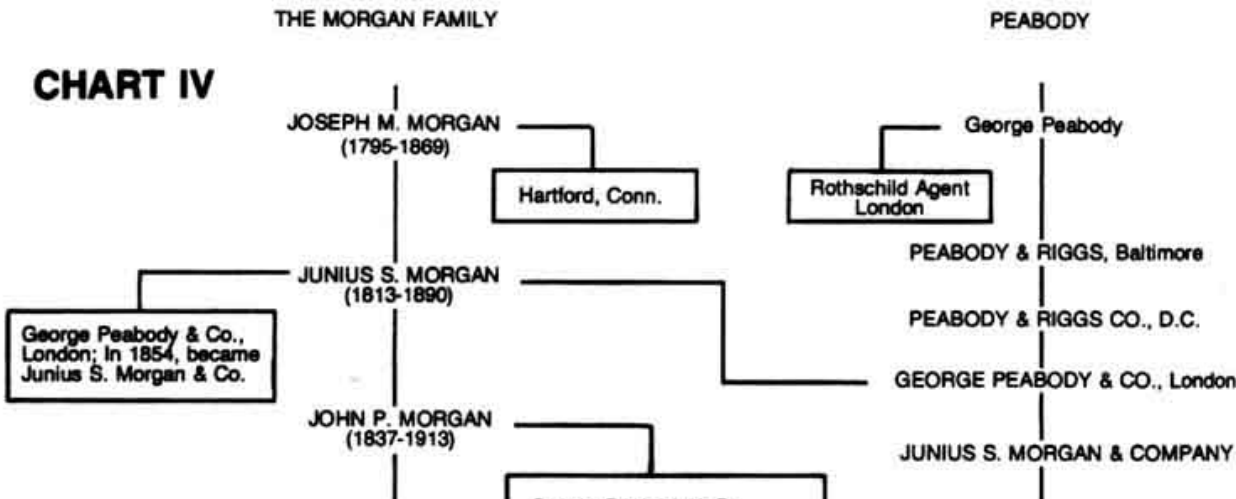 THE MORGAN FAMILY
PEABODY
CHART IV
JOSEPH M. MORGAN
(1795-1869)
George Peabody
Hartford, Conn.
Rothschild Agent
London
PEABODY & RIGGS, Baltimore
JUNIUS S. MORGAN
(1813-1890)
George Peabody & Co.,
London; In 1854, became
Junius S. Morgan & Co.
PEABODY & RIGGS CO., D.C.
GEORGE PEABODY & CO., London
JOHN P. MORGAN
(1837-1913)
JUNIUS S. MORGAN & COMPANY